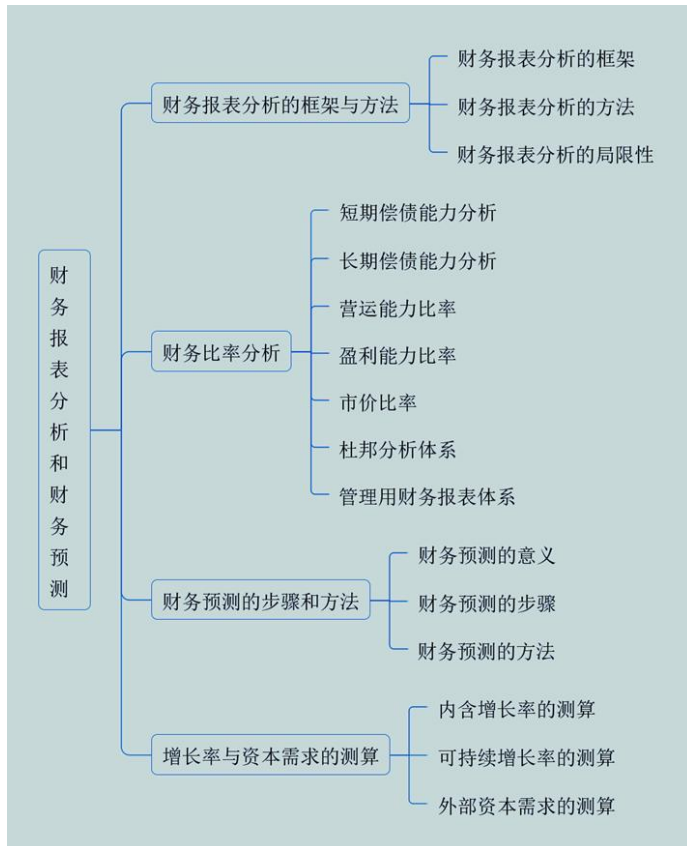 财务报表分析和财务预测
财务报表分析的框架与方法
财务报表分析的框架
财务报表分析的方法
财务报表分析的局限性
财务比率分析
短期偿债能力分析
长期偿债能力分析
营运能力比率
盈利能力比率
市价比率
杜邦分析体系
管理用财务报表体系
财务预测的步骤和方法
财务预测的意义
财务预测的步骤
财务预测的方法
增长率与资本需求的测算
内含增长率的测算
可持续增长率的测算
外部资本需求的测算